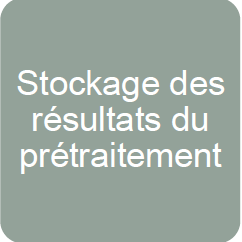 Stockage des
résultats du
prétraitement